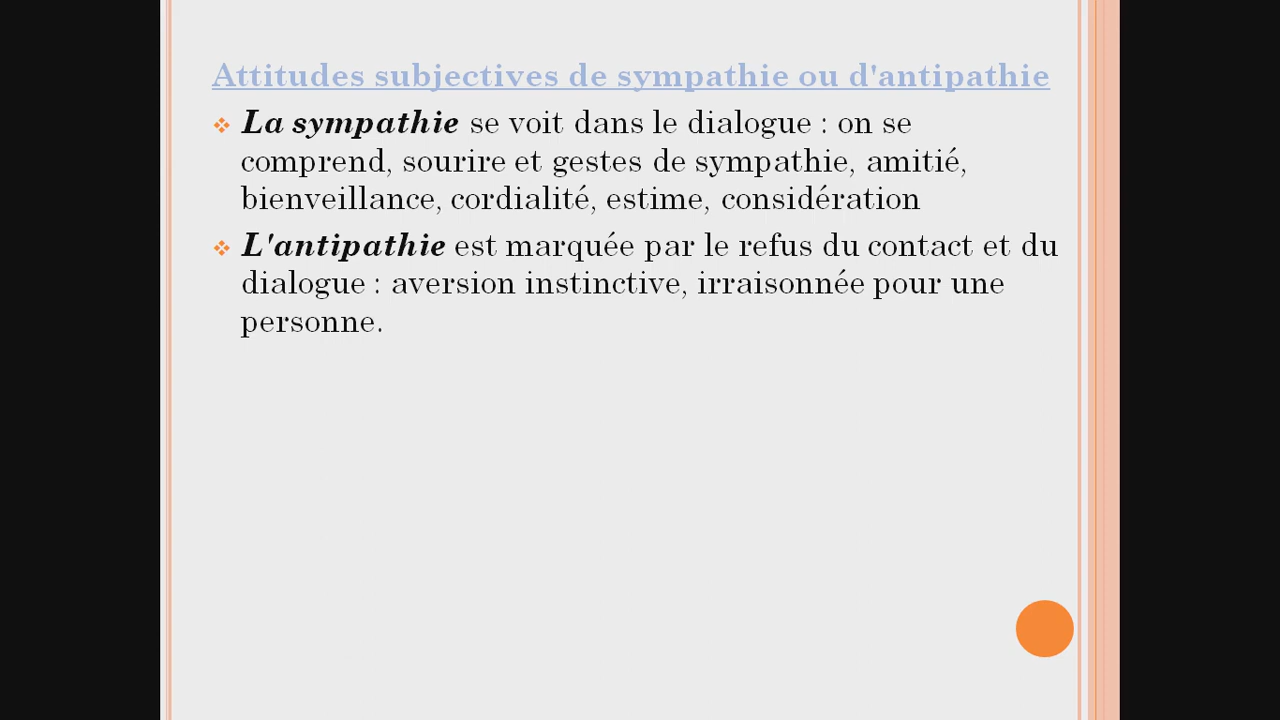 Attitudes subjectives de sympathie ou d'antipathie
La sympathie se voit dans le dialogue : on se
comprend, sourire et gestes de sympathie, amitié,
bienveillance, cordialité, estime, considération
L'antipathie est marquée par le refus du contact et du
dialogue : aversion instinctive, irraisonnée pour une
personne.